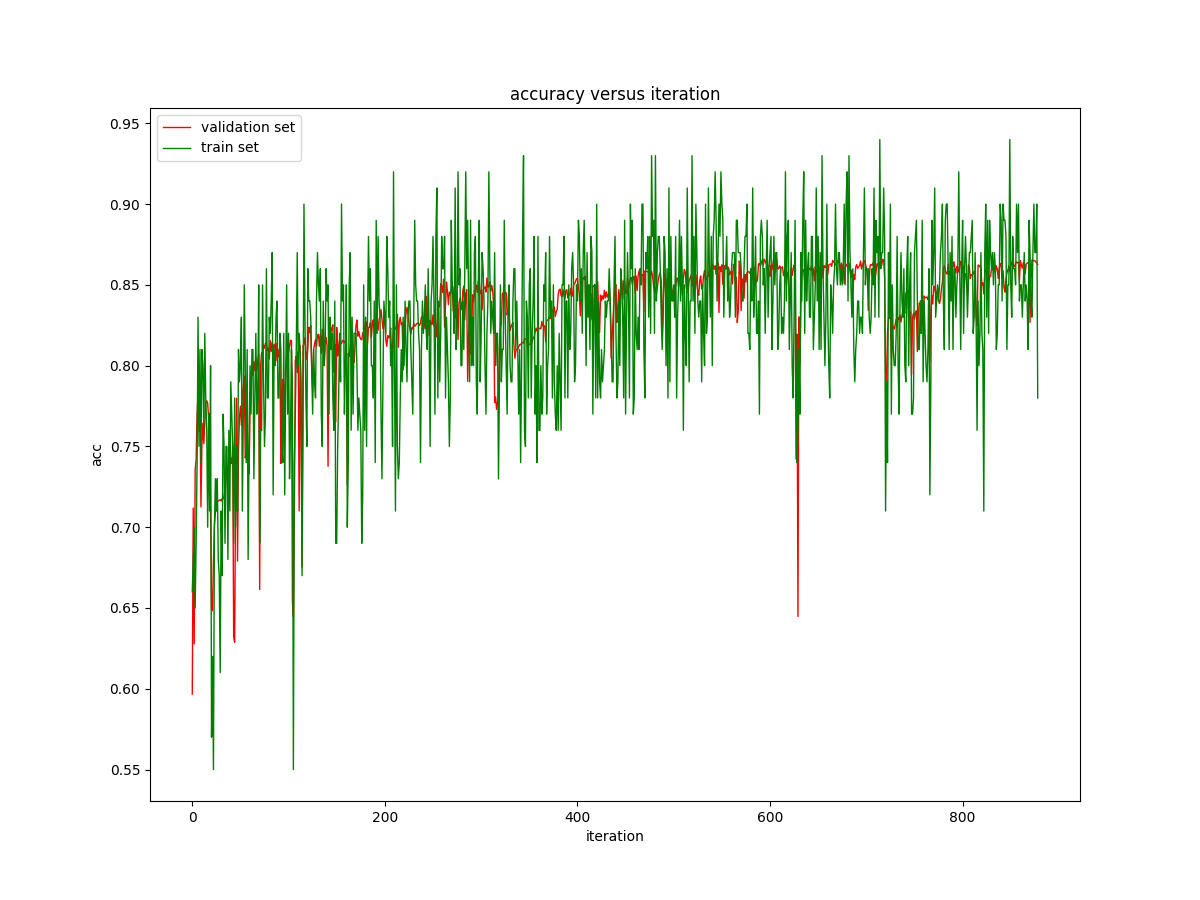 accuracy versus iteration
validation set
train set
0.95
0.90
0.85
0.80
0.75
0.70
0.65
0.60
0.55
acc
0 200 400 600 800
iteration